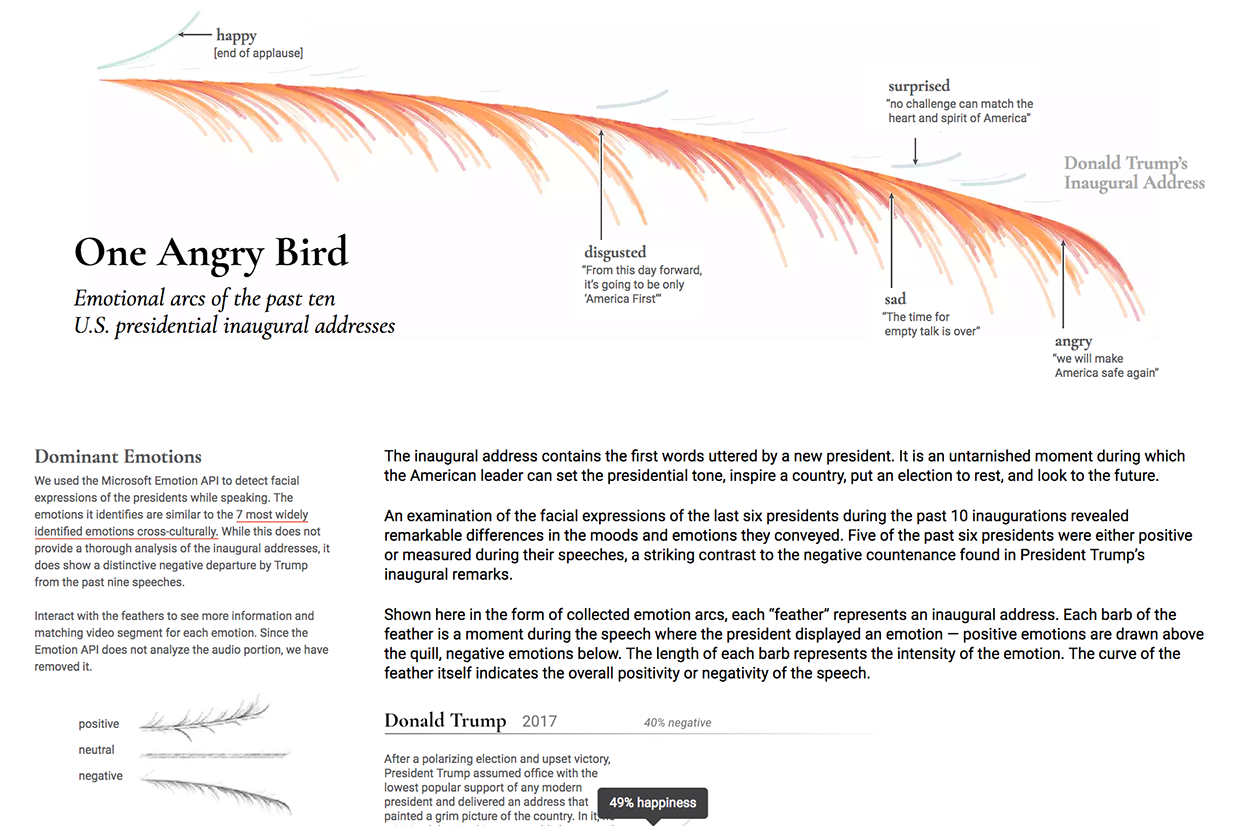 happy
[end of applause]
surprised
"no challenge can match the
heart and spirit of America"
Donald Trump's
Inaugural Address
disgusted
"From this day forward,
it's going to be only
'America First'"
sad
"The time for
empty talk is over"
angry
"we will make
America safe again"
One Angry Bird
Emotional arcs of the past ten
U.S. presidential inaugural addresses
Dominant Emotions
We used the Microsoft Emotion API to detect facial
expressions of the presidents while speaking. The
emotions it identifies are similar to the 7 most widely
identified emotions cross-culturally. While this does not
provide a thorough analysis of the inaugural addresses, it
does show a distinctive negative departure by Trump
from the past nine speeches.
Interact with the feathers to see more information and
matching video segment for each emotion. Since the
Emotion API does not analyze the audio portion, we have
removed it.
positive
neutral
negative
The inaugural address contains the first words uttered by a new president. It is an untarnished moment during which
the American leader can set the presidential tone, inspire a country, put an election to rest, and look to the future.
An examination of the facial expressions of the last six presidents during the past 10 inaugurations revealed
remarkable differences in the moods and emotions they conveyed. Five of the past six presidents were either positive
or measured during their speeches, a striking contrast to the negative countenance found in President Trump's
inaugural remarks.
Shown here in the form of collected emotion arcs, each "feather" represents an inaugural address. Each barb of the
feather is a moment during the speech where the president displayed an emotion — positive emotions are drawn above
the quill, negative emotions below. The length of each barb represents the intensity of the emotion. The curve of the
feather itself indicates the overall positivity or negativity of the speech.
Donald Trump 2017 40% negative
After a polarizing election and upset victory,
President Trump assumed office with the
lowest popular support of any modern
president and delivered an address that
painted a grim picture of the country. In it,
49% happiness